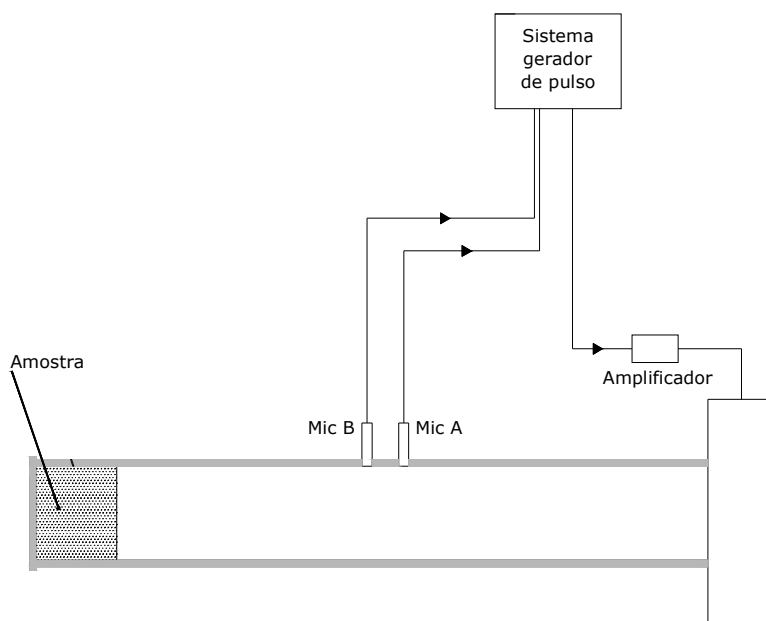 Sistema
gerador
de pulso
Amostra
Amplificador
Mic B
Mic A